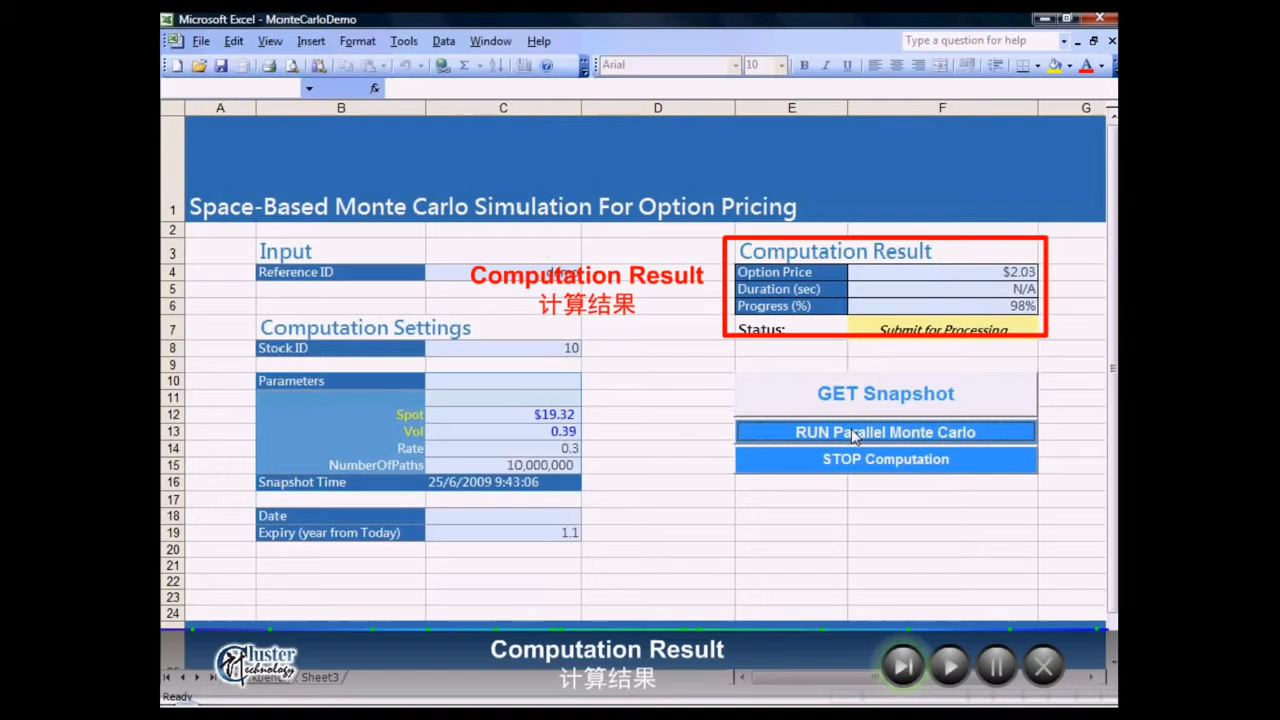 Microsoft Excel - MonteCarloDemo
File Edit View Insert Format Tools Data Window Help
Type a question for help
Arial 10 B I U
fx
A B C D E F G
1 Space-Based Monte Carlo Simulation For Option Pricing
2
3 Input Computation Result
4 Reference ID Option Price $2.03
Computation Result
5 Duration (sec) N/A
计算结果
6 Progress (%) 98%
7 Computation Settings Status: Submit for Processing
8 Stock ID 10
9
10 Parameters GET Snapshot
11
12 Spot $19.32
13 Vol 0.39 RUN Parallel Monte Carlo
14 Rate 0.3
15 NumberOfPaths 10,000,000 STOP Computation
16 Snapshot Time 25/6/2009 9:43:06
17
18 Date
19 Expiry (year from Today) 1.1
20
21
22
23
24
Cluster Technology
Computation Result
计算结果
Sheet3
Ready